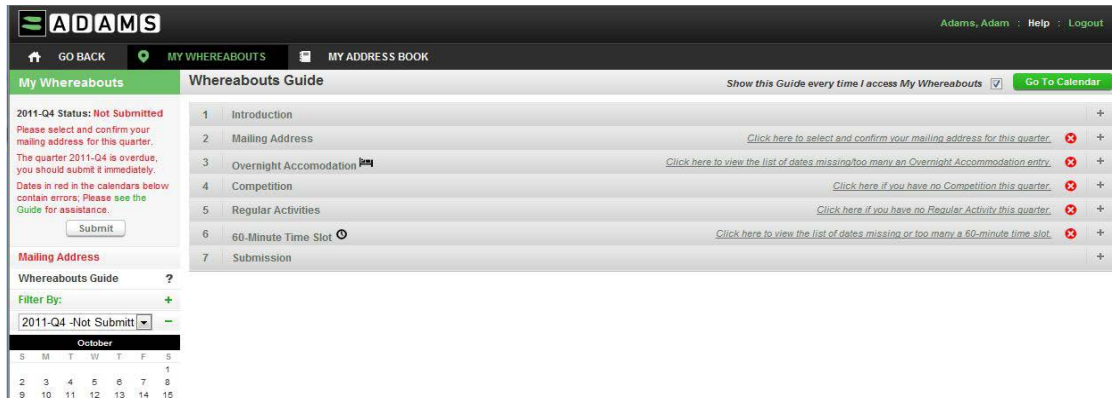 ADAMS
Adams, Adam : Help : Logout
GO BACK MY WHEREABOUTS MY ADDRESS BOOK
My Whereabouts
2011-Q4 Status: Not Submitted
Please select and confirm your
mailing address for this quarter.
The quarter 2011-Q4 is overdue,
you should submit it immediately.
Dates in red in the calendars below
contain errors; Please see the
Guide for assistance.
Submit
Mailing Address
Whereabouts Guide ?
Filter By: +
2011-Q4 -Not Submitt −
October
S M T W T F S
1
2 3 4 5 6 7 8
9 10 11 12 13 14 15
Whereabouts Guide Show this Guide every time I access My Whereabouts Go To Calendar
1 Introduction +
2 Mailing Address Click here to select and confirm your mailing address for this quarter. +
3 Overnight Accomodation Click here to view the list of dates missing/too many an Overnight Accommodation entry. +
4 Competition Click here if you have no Competition this quarter. +
5 Regular Activities Click here if you have no Regular Activity this quarter. +
6 60-Minute Time Slot Click here to view the list of dates missing or too many a 60-minute time slot. +
7 Submission +